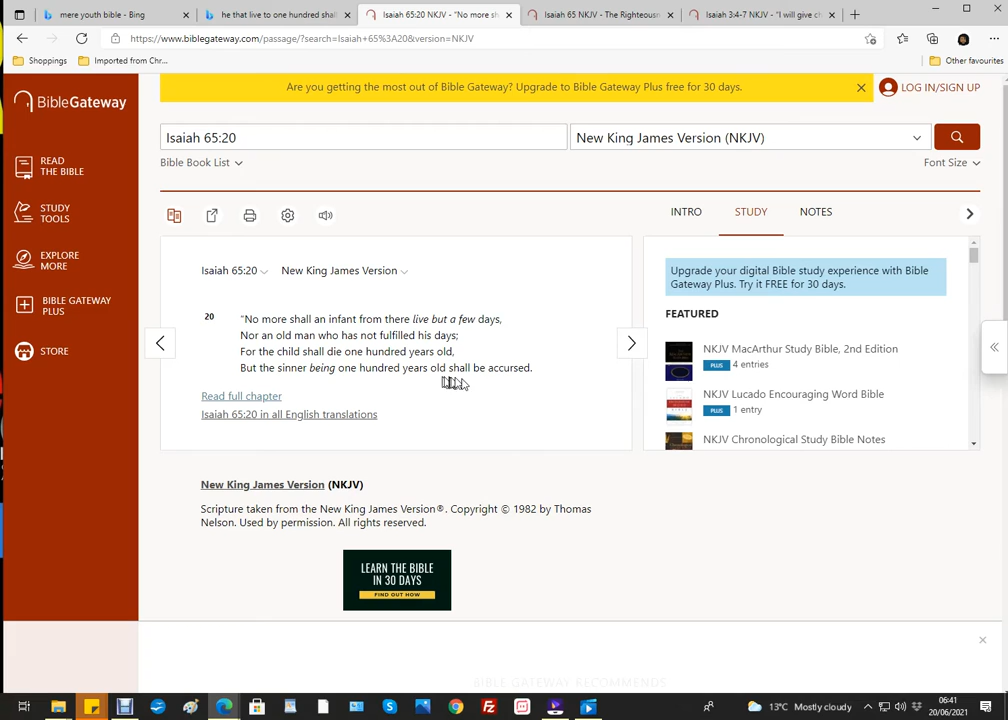 mere youth bible - Bing
he that live to one hundred shall
Isaiah 65:20 NKJV - “No more sh
Isaiah 65 NKJV - The Righteousn
Isaiah 3:4-7 NKJV - “I will give ch
https://www.biblegateway.com/passage/?search=Isaiah+65%3A20&version=NKJV
Shoppings
Imported from Chr...
Other favourites
BibleGateway
Are you getting the most out of Bible Gateway? Upgrade to Bible Gateway Plus free for 30 days.
LOG IN/SIGN UP
Isaiah 65:20
New King James Version (NKJV)
Bible Book List
Font Size
READ
THE BIBLE
STUDY
TOOLS
EXPLORE
MORE
BIBLE GATEWAY
PLUS
STORE
INTRO
STUDY
NOTES
Isaiah 65:20
New King James Version
20 “No more shall an infant from there live but a few days,
Nor an old man who has not fulfilled his days;
For the child shall die one hundred years old,
But the sinner being one hundred years old shall be accursed.
Read full chapter
Isaiah 65:20 in all English translations
Upgrade your digital Bible study experience with Bible
Gateway Plus. Try it FREE for 30 days.
FEATURED
NKJV MacArthur Study Bible, 2nd Edition
PLUS 4 entries
NKJV Lucado Encouraging Word Bible
PLUS 1 entry
NKJV Chronological Study Bible Notes
New King James Version (NKJV)
Scripture taken from the New King James Version®. Copyright © 1982 by Thomas
Nelson. Used by permission. All rights reserved.
LEARN THE BIBLE
IN 30 DAYS
FIND OUT HOW
BIBLE GATEWAY RECOMMENDS
13°C Mostly cloudy
06:41
20/06/2021